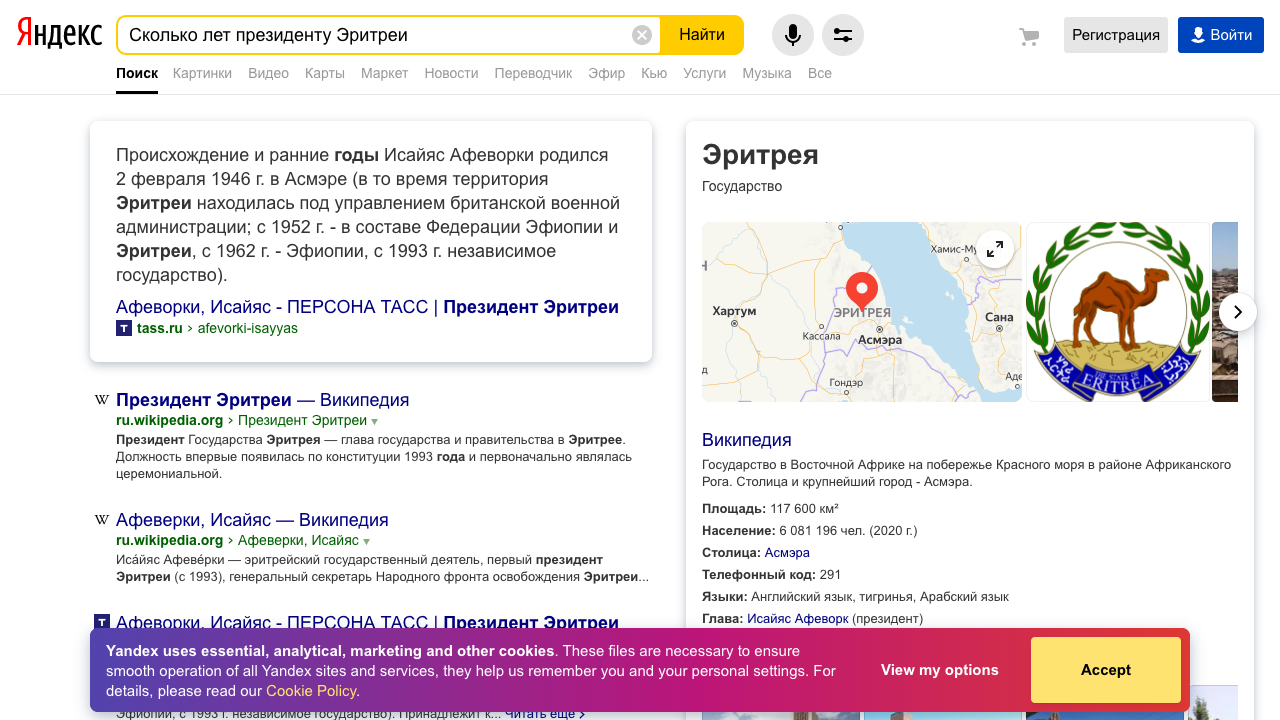 Яндекс
Сколько лет президенту Эритреи
Найти
Регистрация
Войти
Поиск Картинки Видео Карты Маркет Новости Переводчик Эфир Кью Услуги Музыка Все
Происхождение и ранние годы Исайяс Афеворки родился
2 февраля 1946 г. в Асмэре (в то время территория
Эритреи находилась под управлением британской военной
администрации; с 1952 г. - в составе Федерации Эфиопии и
Эритреи, с 1962 г. - Эфиопии, с 1993 г. независимое
государство).
Афеворки, Исайяс - ПЕРСОНА ТАСС | Президент Эритреи
T tass.ru › afevorki-isayyas
W Президент Эритреи — Википедия
ru.wikipedia.org › Президент Эритреи
Президент Государства Эритрея — глава государства и правительства в Эритрее.
Должность впервые появилась по конституции 1993 года и первоначально являлась
церемониальной.
W Афеверки, Исайяс — Википедия
ru.wikipedia.org › Афеверки, Исайяс
Иса́йяс Афеве́рки — эритрейский государственный деятель, первый президент
Эритреи (с 1993), генеральный секретарь Народного фронта освобождения Эритреи...
T Афеворки, Исайяс - ПЕРСОНА ТАСС | Президент Эритреи
Эфиопии, с 1993 г. независимое государство). Принадлежит к... Читать ещё ›
Эритрея
Государство
Хамис-Му
Хартум
ЭРИТРЕЯ
Сана
Кассала
Асмэра
Гондэр
Аде
THE STATE OF
ERITREA
Википедия
Государство в Восточной Африке на побережье Красного моря в районе Африканского
Рога. Столица и крупнейший город - Асмэра.
Площадь: 117 600 км²
Население: 6 081 196 чел. (2020 г.)
Столица: Асмэра
Телефонный код: 291
Языки: Английский язык, тигринья, Арабский язык
Глава: Исайяс Афеворк (президент)
Yandex uses essential, analytical, marketing and other cookies. These files are necessary to ensure
smooth operation of all Yandex sites and services, they help us remember you and your personal settings. For
details, please read our Cookie Policy.
View my options
Accept